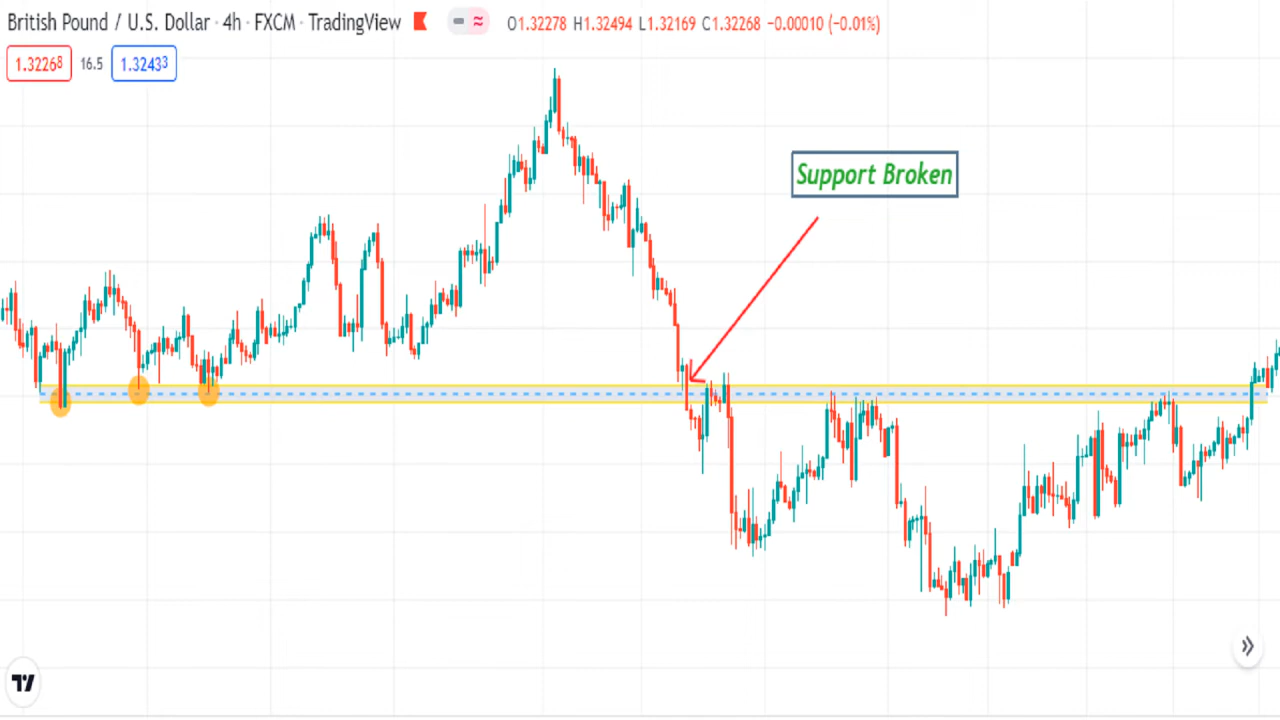 British Pound / U.S. Dollar · 4h · FXCM · TradingView O1.32278 H1.32494 L1.32169 C1.32268 −0.00010 (−0.01%)
1.32268 16.5 1.32433
Support Broken